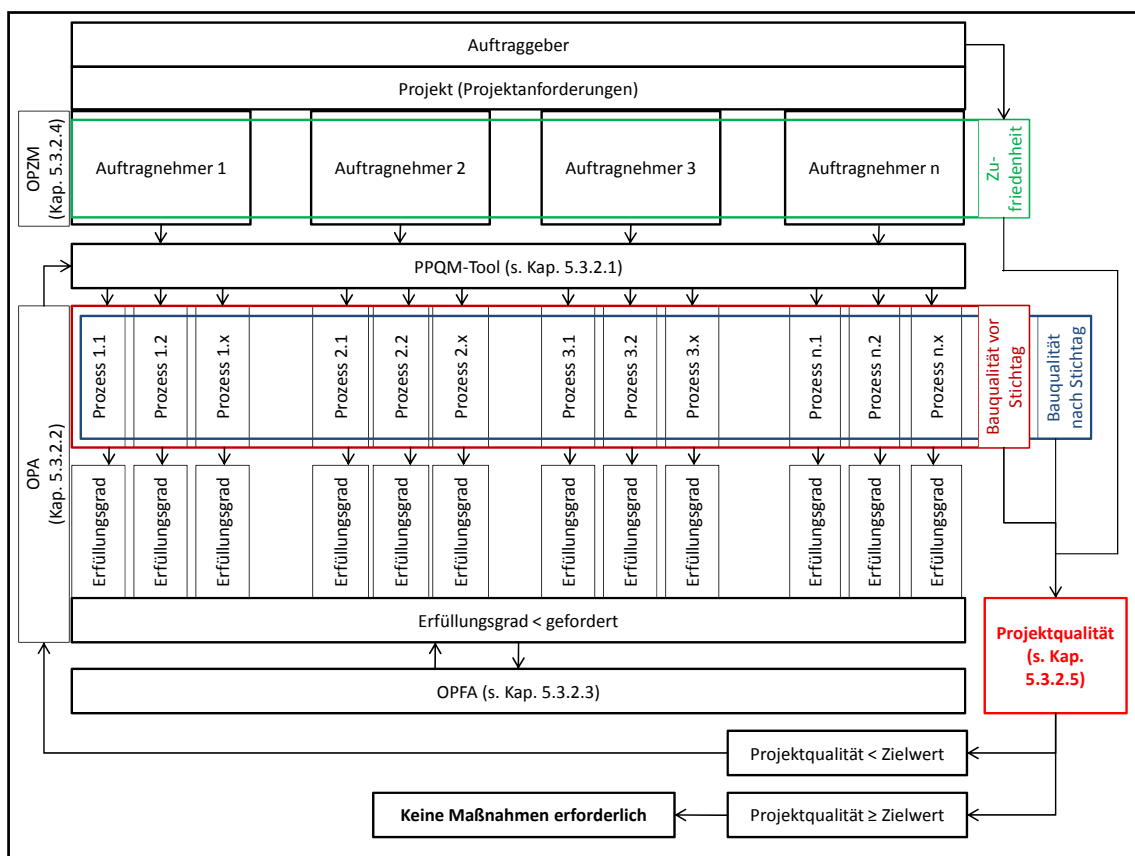 Auftraggeber
Projekt (Projektanforderungen)
OPZM
(Kap. 5.3.2.4)
Auftragnehmer 1
Auftragnehmer 2
Auftragnehmer 3
Auftragnehmer n
Zu-
friedenheit
PPQM-Tool (s. Kap. 5.3.2.1)
OPA
(Kap. 5.3.2.2)
Prozess 1.1
Prozess 1.2
Prozess 1.x
Prozess 2.1
Prozess 2.2
Prozess 2.x
Prozess 3.1
Prozess 3.2
Prozess 3.x
Prozess n.1
Prozess n.2
Prozess n.x
Bauqualität vor
Stichtag
Bauqualität
nach Stichtag
Erfüllungsgrad
Erfüllungsgrad
Erfüllungsgrad
Erfüllungsgrad
Erfüllungsgrad
Erfüllungsgrad
Erfüllungsgrad
Erfüllungsgrad
Erfüllungsgrad
Erfüllungsgrad
Erfüllungsgrad
Erfüllungsgrad
Erfüllungsgrad < gefordert
Projektqualität
(s. Kap.
5.3.2.5)
OPFA (s. Kap. 5.3.2.3)
Projektqualität < Zielwert
Keine Maßnahmen erforderlich
Projektqualität ≥ Zielwert